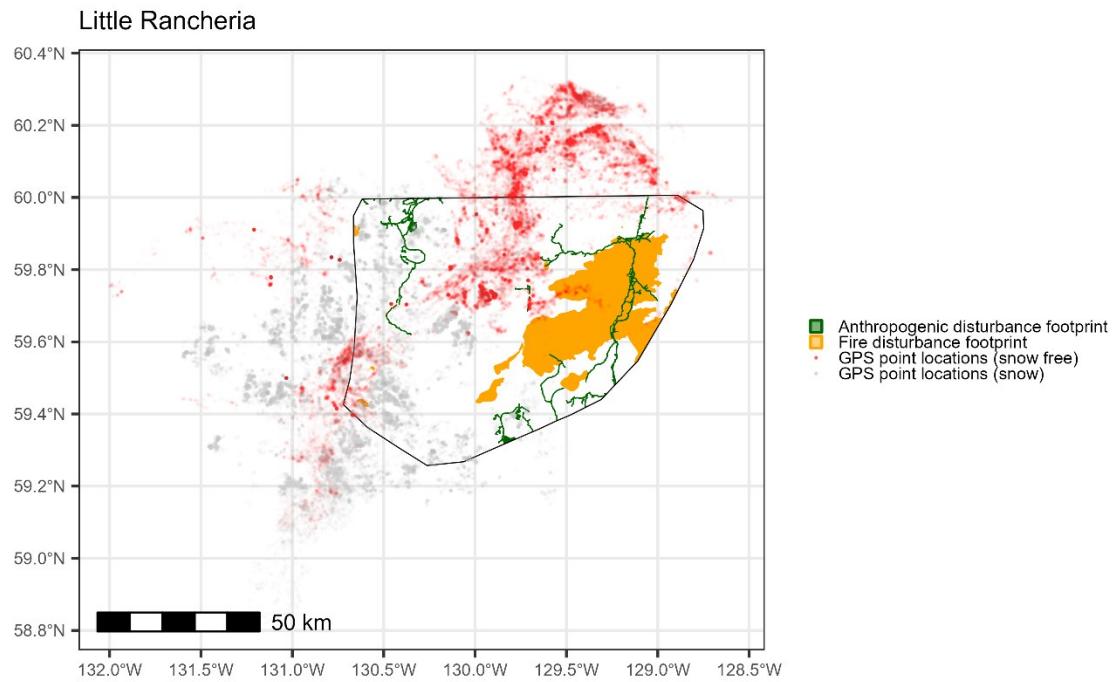 Little Rancheria
60.4°N
60.2°N
60.0°N
59.8°N
59.6°N
59.4°N
59.2°N
59.0°N
58.8°N
Anthropogenic disturbance footprint
Fire disturbance footprint
GPS point locations (snow free)
GPS point locations (snow)
50 km
132.0°W 131.5°W 131.0°W 130.5°W 130.0°W 129.5°W 129.0°W 128.5°W